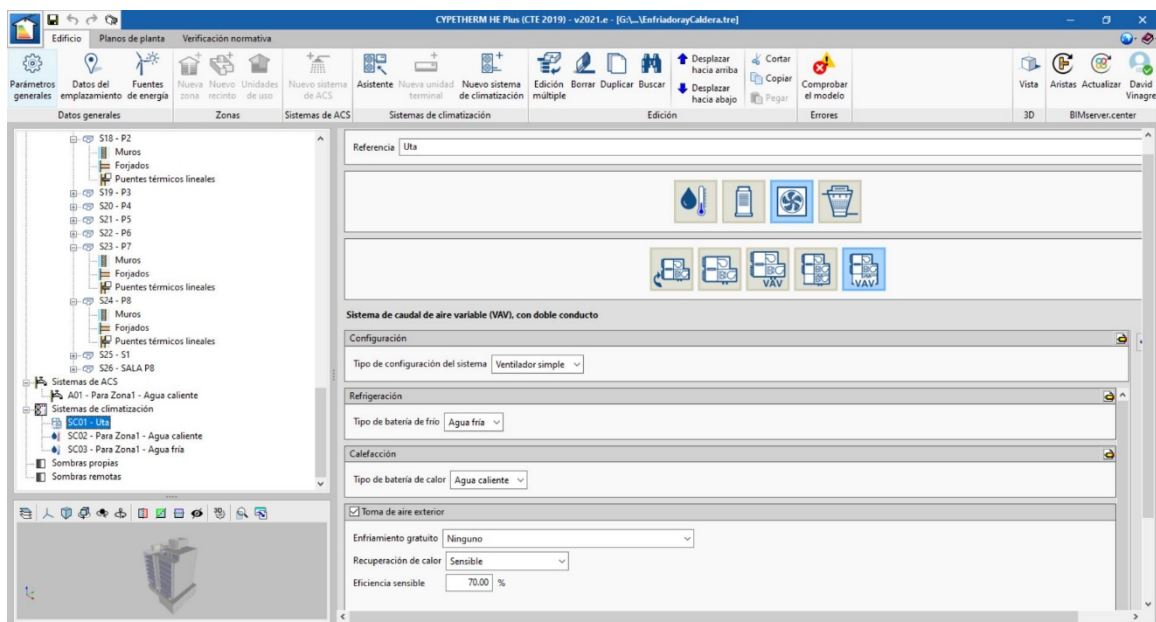 CYPETHERM HE Plus (CTE 2019) - v2021.e - [G:\...\EnfriadorayCaldera.tre]
Edificio Planos de planta Verificación normativa
Parámetros generales
Datos del emplazamiento
Fuentes de energía
Nueva zona
Nuevo recinto
Unidades de uso
Nuevo sistema de ACS
Asistente
Nueva unidad terminal
Nuevo sistema de climatización
Edición múltiple
Borrar
Duplicar
Buscar
Desplazar hacia arriba
Desplazar hacia abajo
Cortar
Copiar
Pegar
Comprobar el modelo
Vista
Aristas
Actualizar
David Vinagre
Datos generales Zonas Sistemas de ACS Sistemas de climatización Edición Errores 3D BIMserver.center
S18 - P2
Muros
Forjados
Puentes térmicos lineales
S19 - P3
S20 - P4
S21 - P5
S22 - P6
S23 - P7
Muros
Forjados
Puentes térmicos lineales
S24 - P8
Muros
Forjados
Puentes térmicos lineales
S25 - S1
S26 - SALA P8
Sistemas de ACS
A01 - Para Zona1 - Agua caliente
Sistemas de climatización
SC01 - Uta
SC02 - Para Zona1 - Agua caliente
SC03 - Para Zona1 - Agua fría
Sombras propias
Sombras remotas
Referencia Uta
VAV
VAV
Sistema de caudal de aire variable (VAV), con doble conducto
Configuración
Tipo de configuración del sistema Ventilador simple
Refrigeración
Tipo de batería de frío Agua fría
Calefacción
Tipo de batería de calor Agua caliente
Toma de aire exterior
Enfriamiento gratuito Ninguno
Recuperación de calor Sensible
Eficiencia sensible 70.00 %